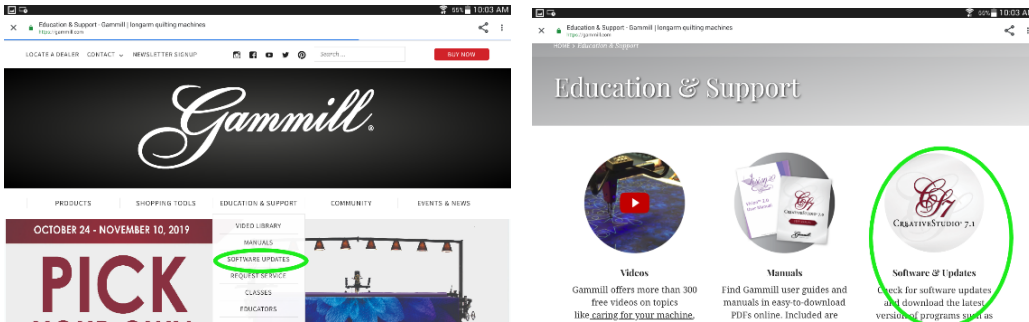 55% 10:03 AM
Education & Support - Gammill | longarm quilting machines
https://gammill.com
LOCATE A DEALER CONTACT NEWSLETTER SIGNUP Search ... BUY NOW
Gammill®
PRODUCTS SHOPPING TOOLS EDUCATION & SUPPORT COMMUNITY EVENTS & NEWS
VIDEO LIBRARY
MANUALS
SOFTWARE UPDATES
REQUEST SERVICE
CLASSES
EDUCATORS
OCTOBER 24 - NOVEMBER 10, 2019
PICK
YOUR OWN
55% 10:03 AM
Education & Support - Gammill | longarm quilting machines
https://gammill.com
HOME » Education & Support
Education & Support
Gammill
CREATIVESTUDIO® 7.1
Videos
Gammill offers more than 300
free videos on topics
like caring for your machine,
Manuals
Find Gammill user guides and
manuals in easy-to-download
PDFs online. Included are
Software & Updates
Check for software updates
and download the latest
version of programs such as